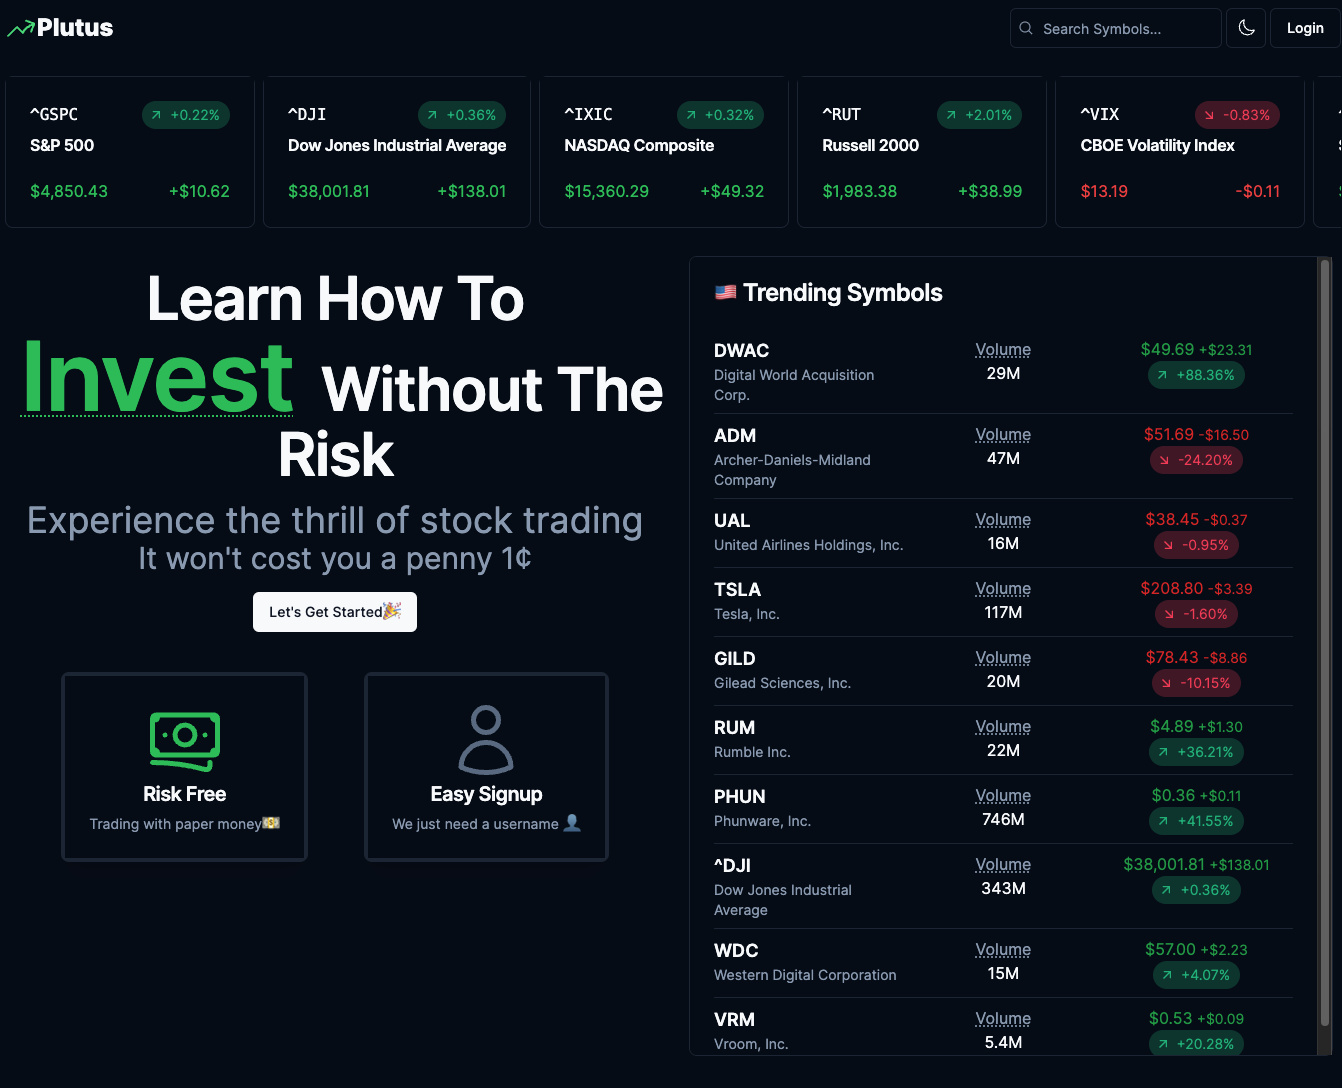 Plutus
Search Symbols...
Login
^GSPC
+0.22%
S&P 500
$4,850.43
+$10.62
^DJI
+0.36%
Dow Jones Industrial Average
$38,001.81
+$138.01
^IXIC
+0.32%
NASDAQ Composite
$15,360.29
+$49.32
^RUT
+2.01%
Russell 2000
$1,983.38
+$38.99
^VIX
-0.83%
CBOE Volatility Index
$13.19
-$0.11
Learn How To
Invest Without The
Risk
Experience the thrill of stock trading
It won't cost you a penny 1¢
Let's Get Started🎉
Risk Free
Trading with paper money💵
Easy Signup
We just need a username 👤
🇺🇸 Trending Symbols
DWAC
Digital World Acquisition
Corp.
Volume
29M
$49.69 +$23.31
+88.36%
ADM
Archer-Daniels-Midland
Company
Volume
47M
$51.69 -$16.50
-24.20%
UAL
United Airlines Holdings, Inc.
Volume
16M
$38.45 -$0.37
-0.95%
TSLA
Tesla, Inc.
Volume
117M
$208.80 -$3.39
-1.60%
GILD
Gilead Sciences, Inc.
Volume
20M
$78.43 -$8.86
-10.15%
RUM
Rumble Inc.
Volume
22M
$4.89 +$1.30
+36.21%
PHUN
Phunware, Inc.
Volume
746M
$0.36 +$0.11
+41.55%
^DJI
Dow Jones Industrial
Average
Volume
343M
$38,001.81 +$138.01
+0.36%
WDC
Western Digital Corporation
Volume
15M
$57.00 +$2.23
+4.07%
VRM
Vroom, Inc.
Volume
5.4M
$0.53 +$0.09
+20.28%